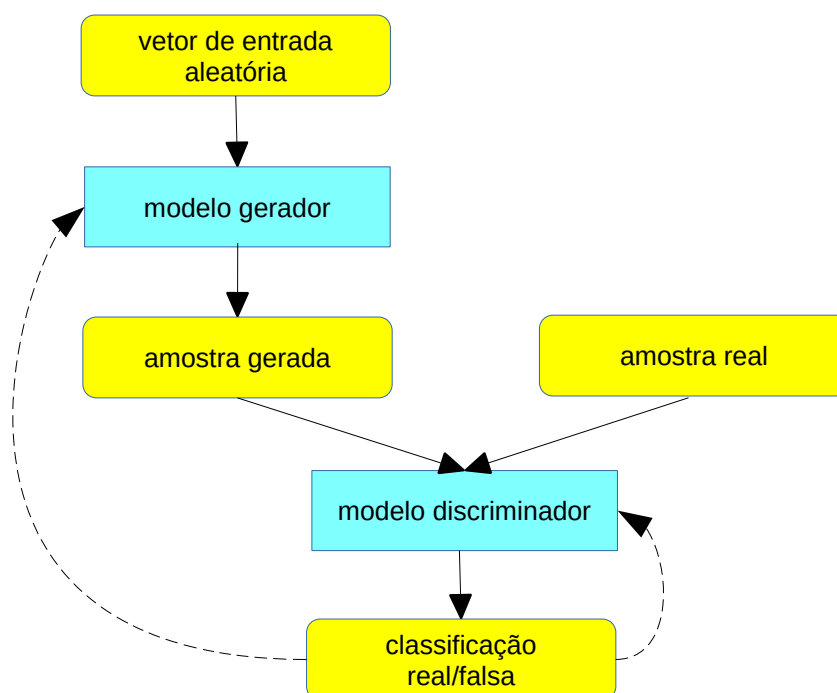 vetor de entrada
aleatória
modelo gerador
amostra gerada
amostra real
modelo discriminador
classificação
real/falsa